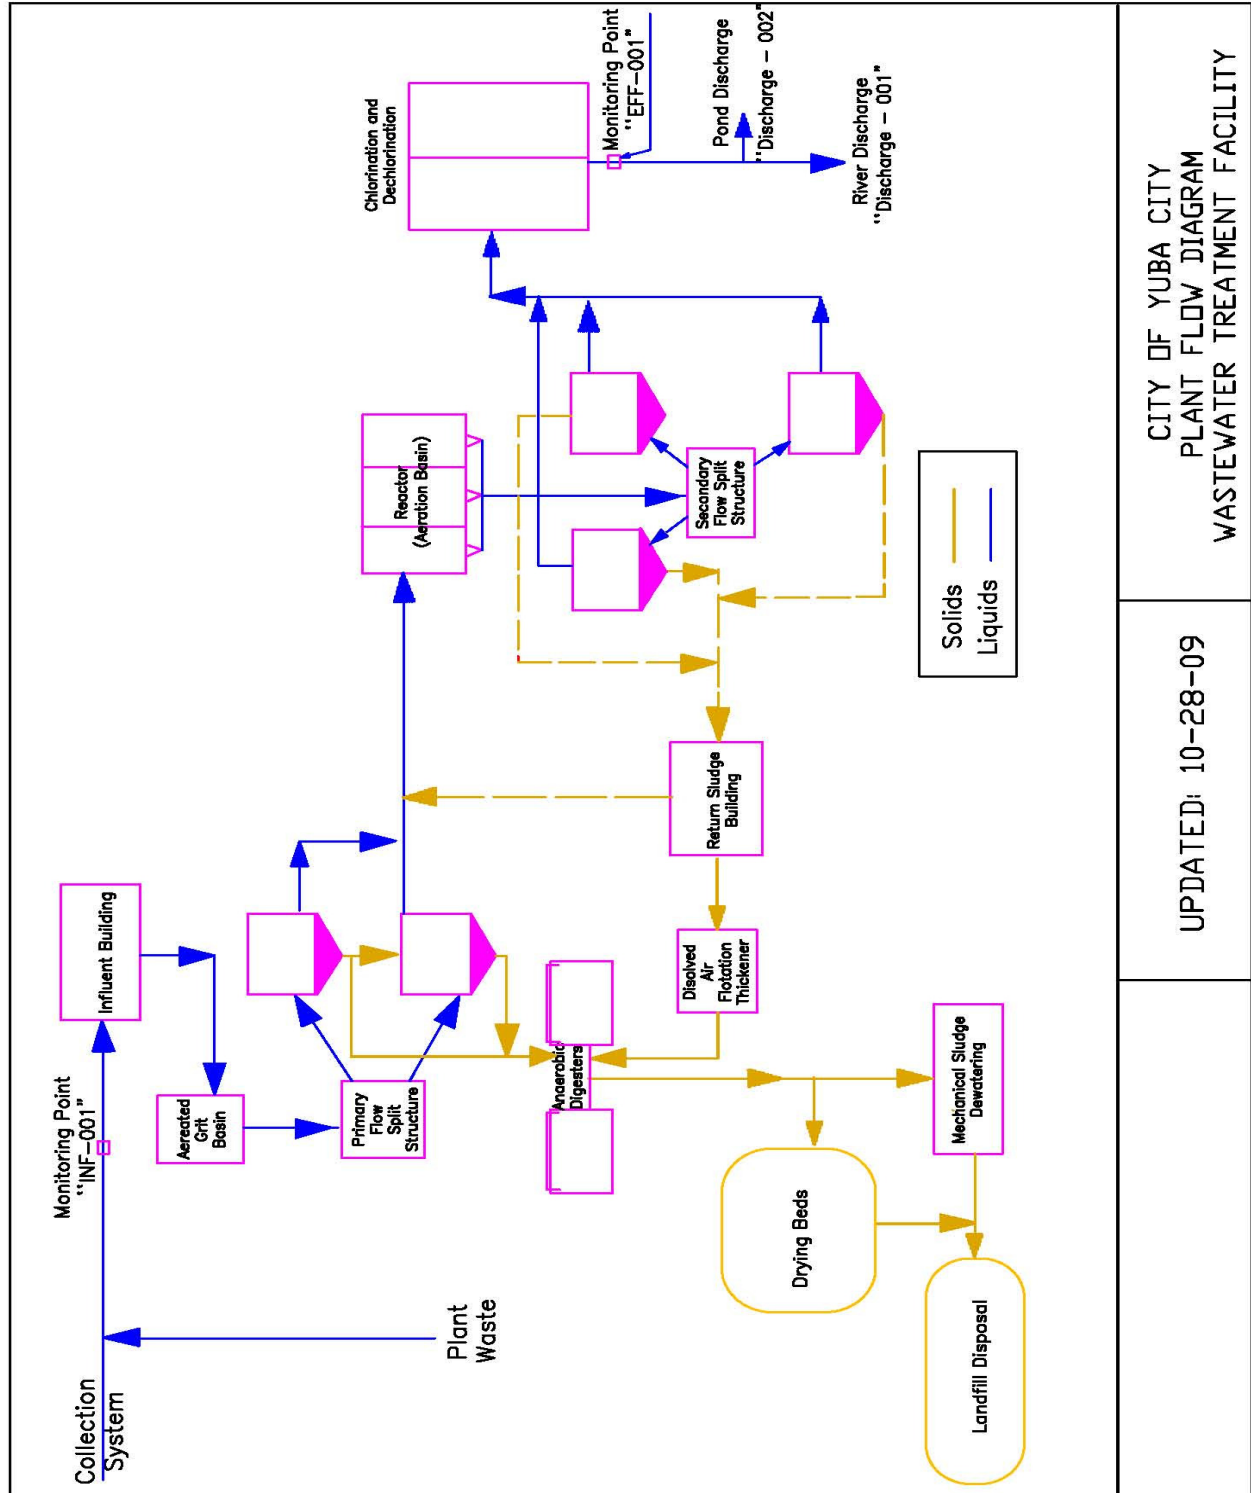 Collection
System
Monitoring Point
‘‘INF-001”
Plant
Waste
Influent Building
Aereated
Grit
Basin
Primary
Flow
Split
Structure
Anaerobic
Digesters
Disolved
Air
Flotation
Thickener
Return Sludge
Building
Reactor
(Aeration Basin)
Secondary
Flow Split
Structure
Chlorination and
Dechlorination
Monitoring Point
‘‘EFF-001”
Pond Discharge
‘‘Discharge - 002”
River Discharge
‘‘Discharge - 001”
Drying Beds
Mechanical Sludge
Dewatering
Landfill Disposal
Solids
Liquids
UPDATED: 10-28-09
CITY OF YUBA CITY
PLANT FLOW DIAGRAM
WASTEWATER TREATMENT FACILITY